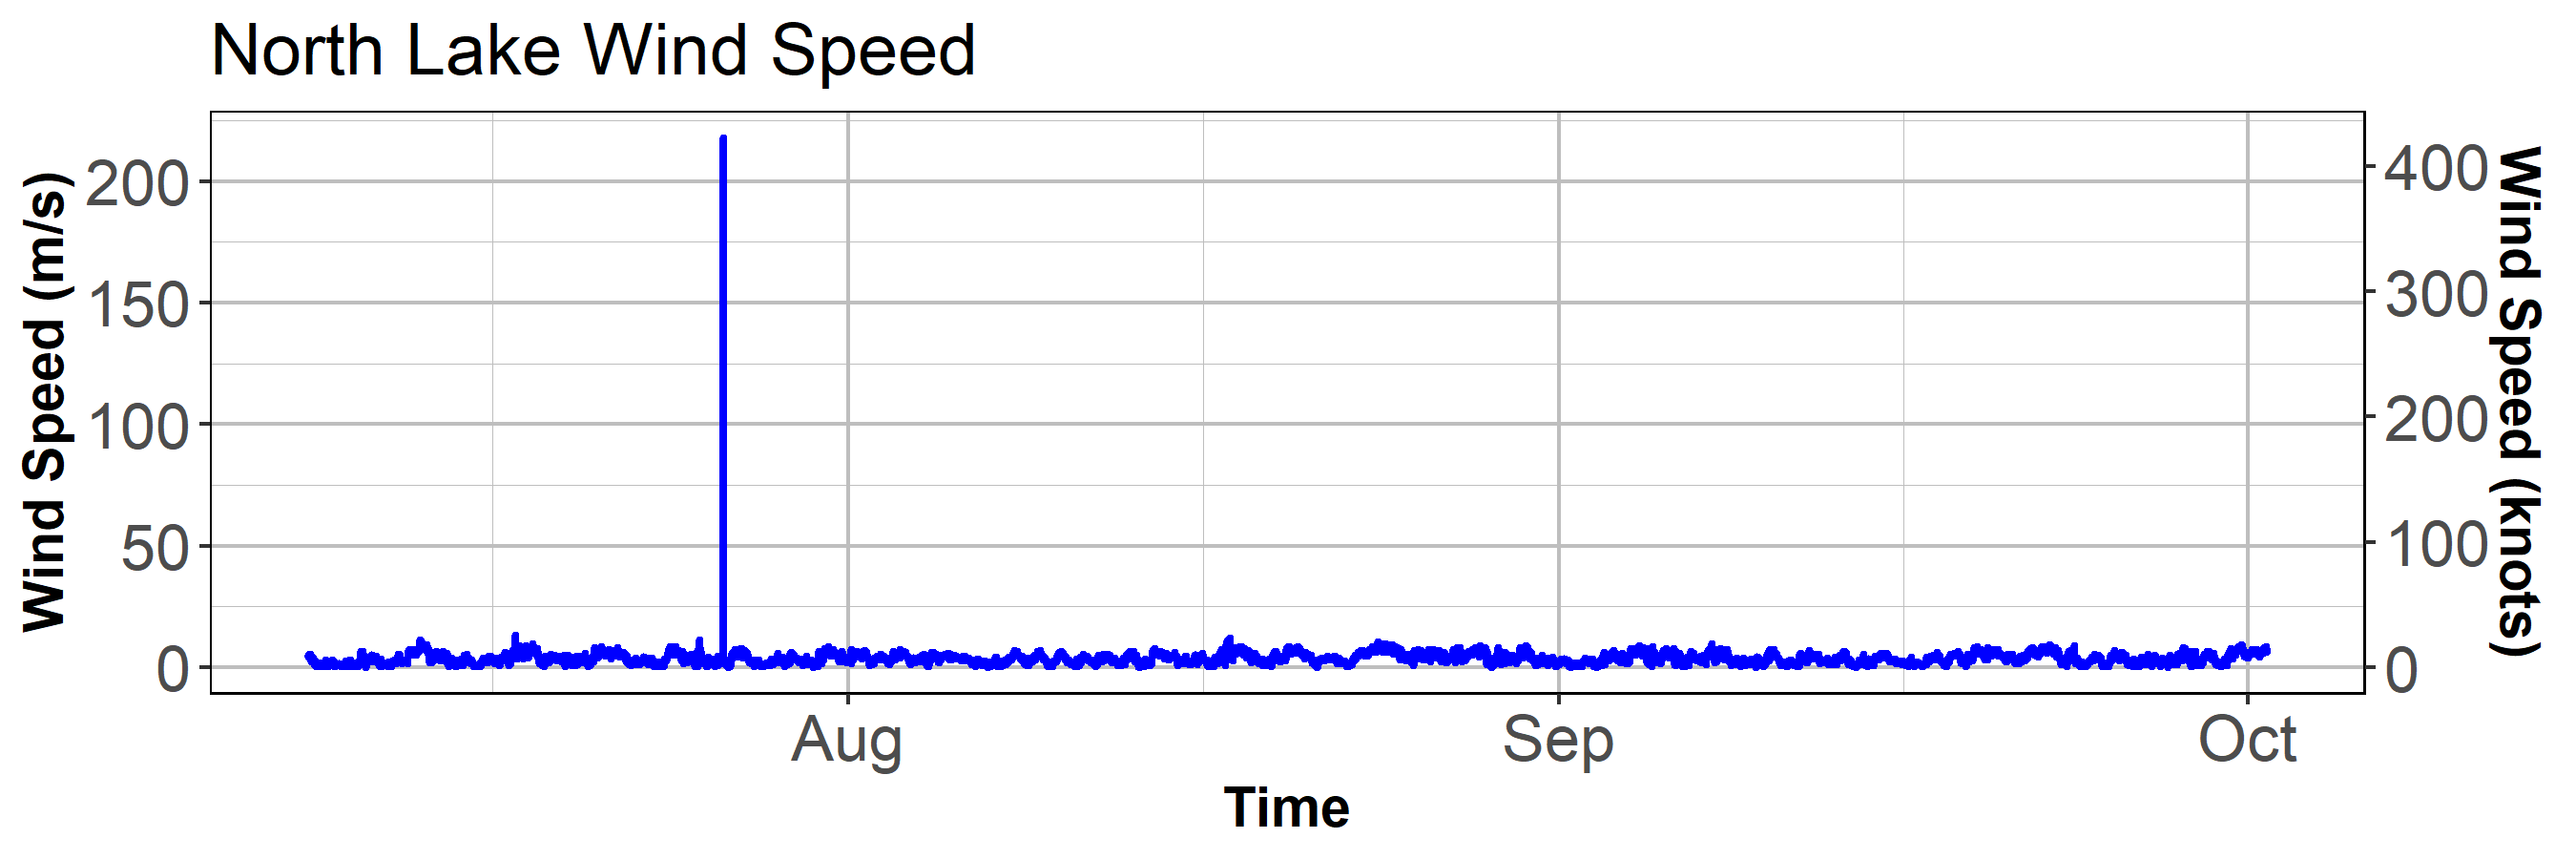 North Lake Wind Speed
Wind Speed (m/s)
200
150
100
50
0
400
300
200
100
0
Wind Speed (knots)
Aug
Sep
Oct
Time